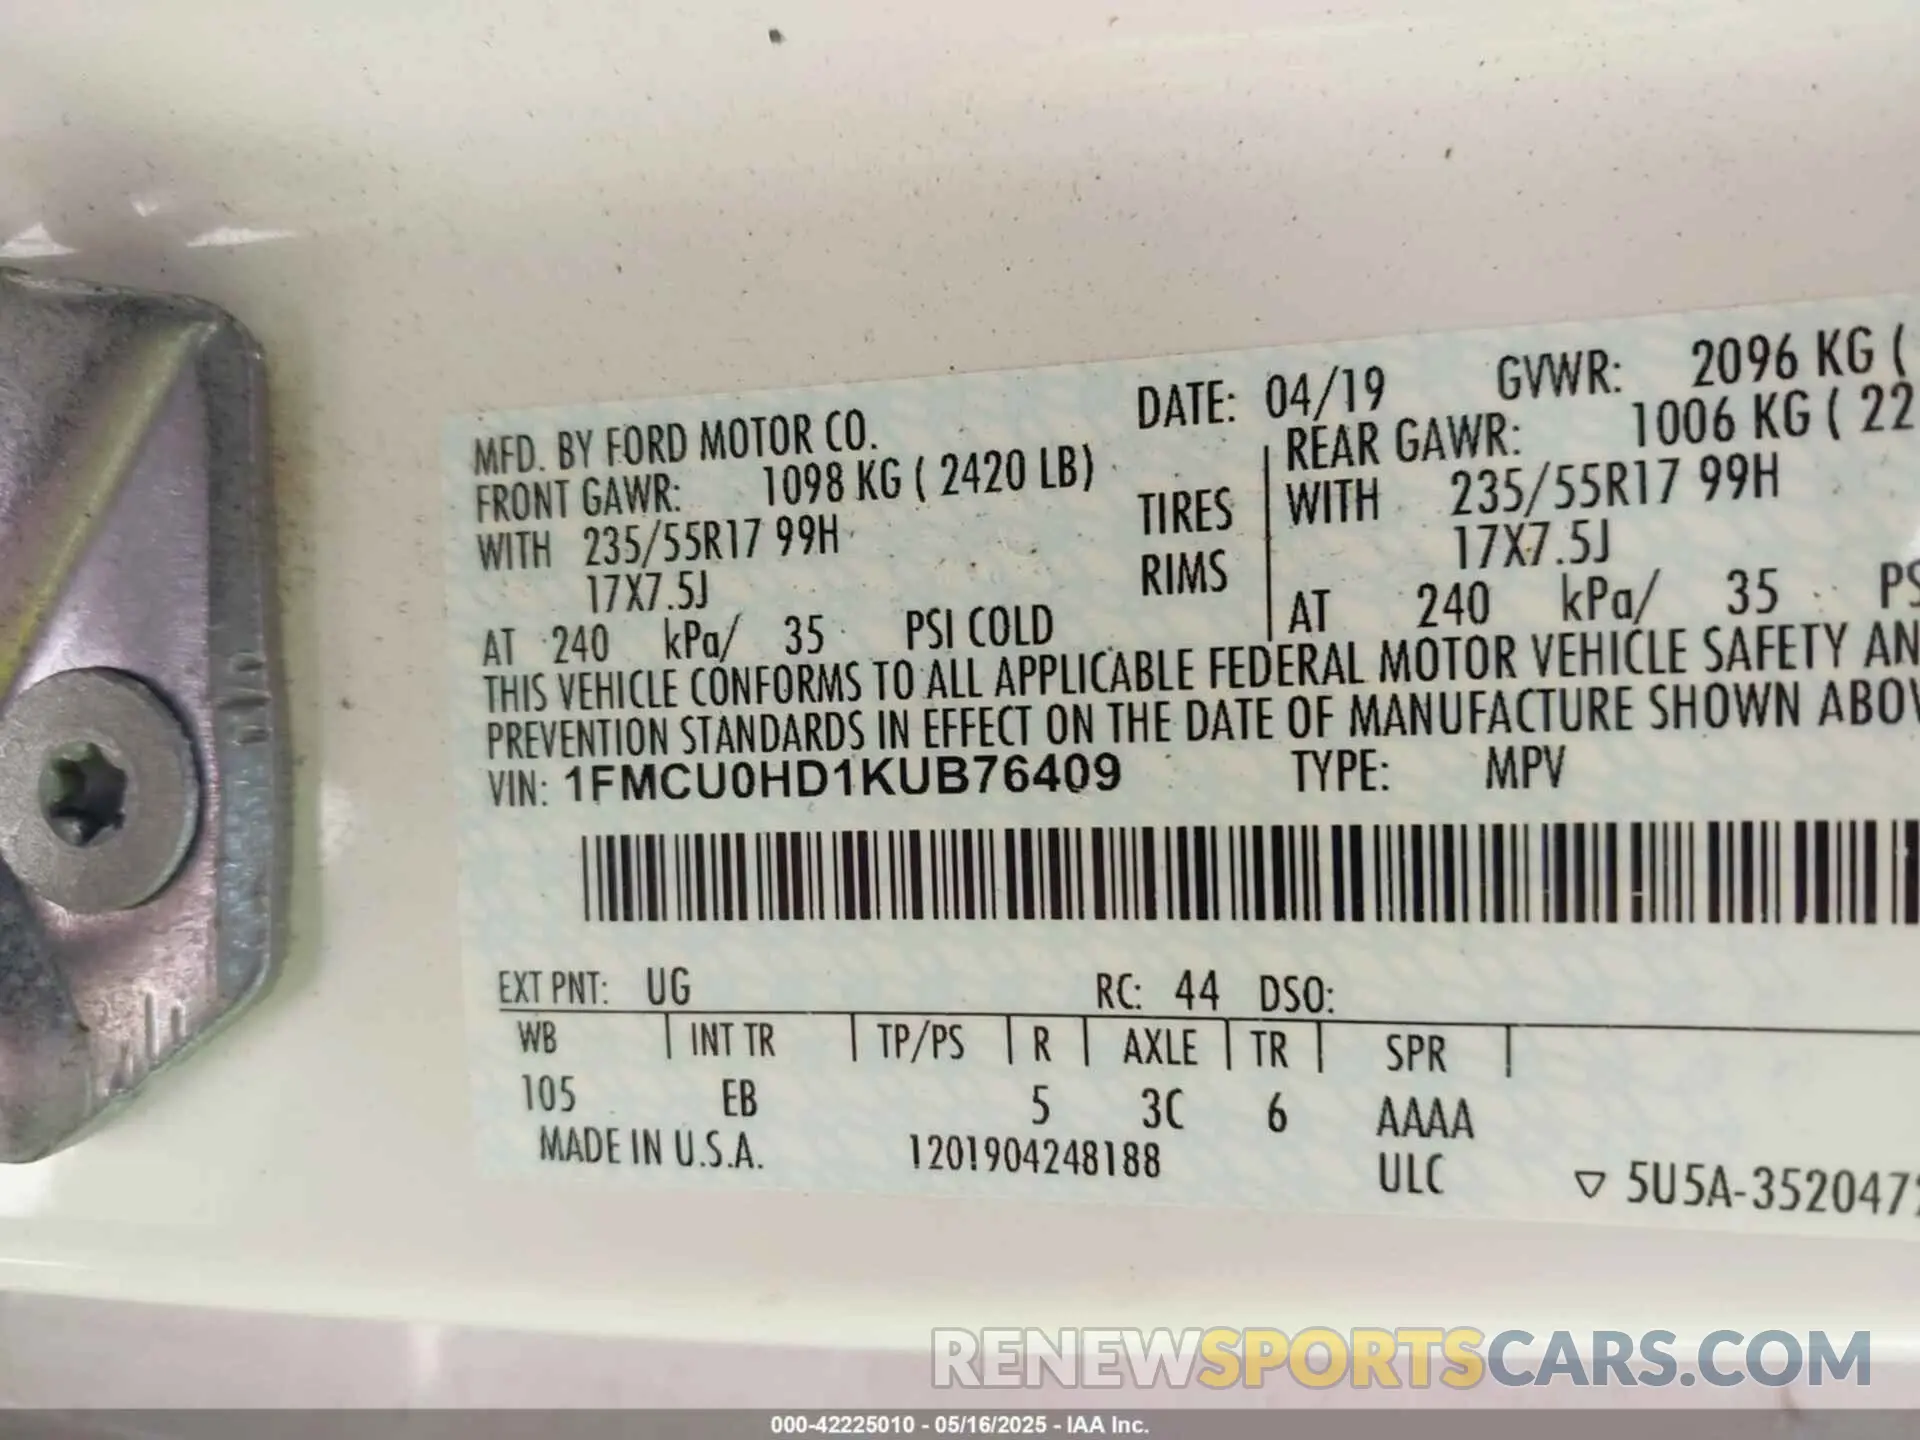 MFD. BY FORD MOTOR CO. DATE: 04/19 GVWR: 2096 KG (
FRONT GAWR: 1098 KG ( 2420 LB) REAR GAWR: 1006 KG ( 22
WITH 235/55R17 99H TIRES WITH 235/55R17 99H
17X7.5J RIMS 17X7.5J
AT 240 kPa/ 35 PSI COLD AT 240 kPa/ 35 PS
THIS VEHICLE CONFORMS TO ALL APPLICABLE FEDERAL MOTOR VEHICLE SAFETY AN
PREVENTION STANDARDS IN EFFECT ON THE DATE OF MANUFACTURE SHOWN ABOV
VIN: 1FMCU0HD1KUB76409 TYPE: MPV
EXT PNT: UG RC: 44 DSO:
WB | INT TR | TP/PS | R | AXLE | TR | SPR |
105 EB 5 3C 6 AAAA
MADE IN U.S.A. 1201904248188 ULC ▽ 5U5A-3520472
RENEWSPORTSCARS.COM
000-42225010 - 05/16/2025 - IAA Inc.